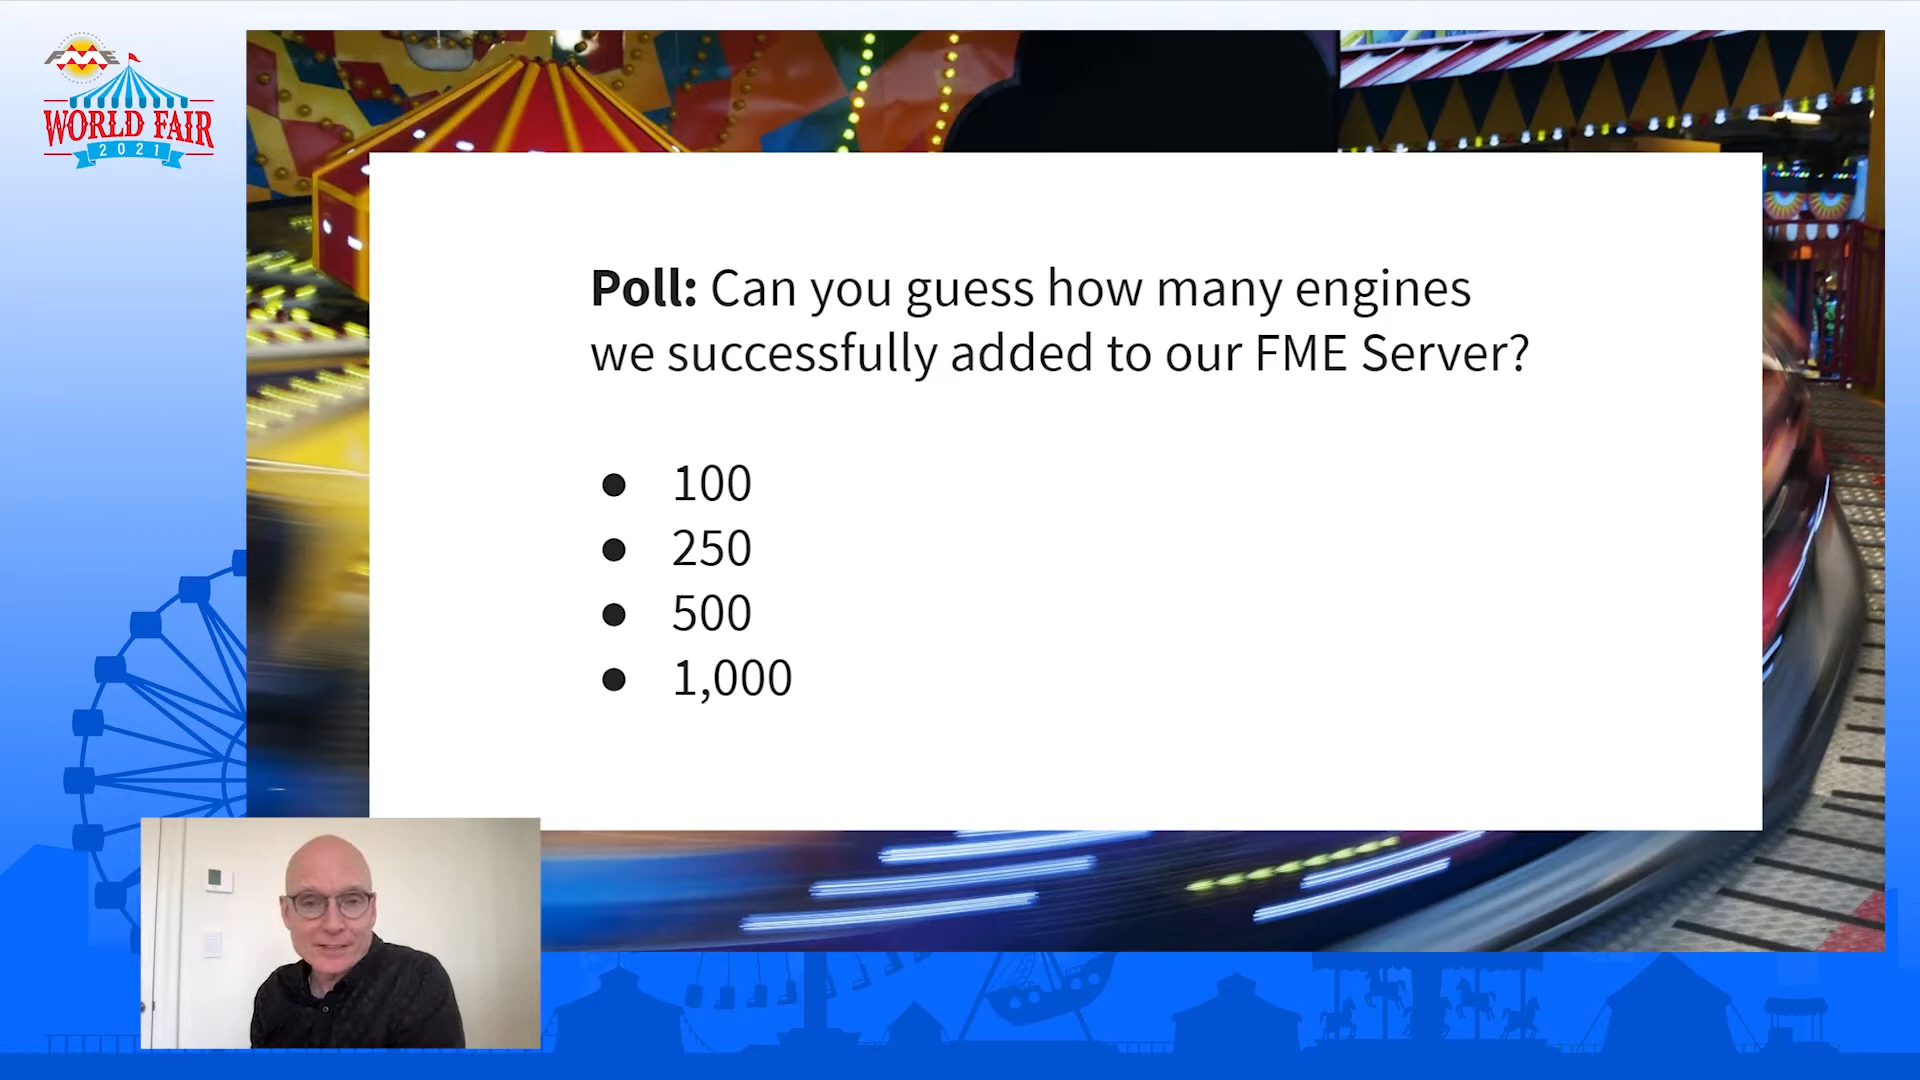 FME
WORLD FAIR
2021
Poll: Can you guess how many engines
we successfully added to our FME Server?
● 100
● 250
● 500
● 1,000